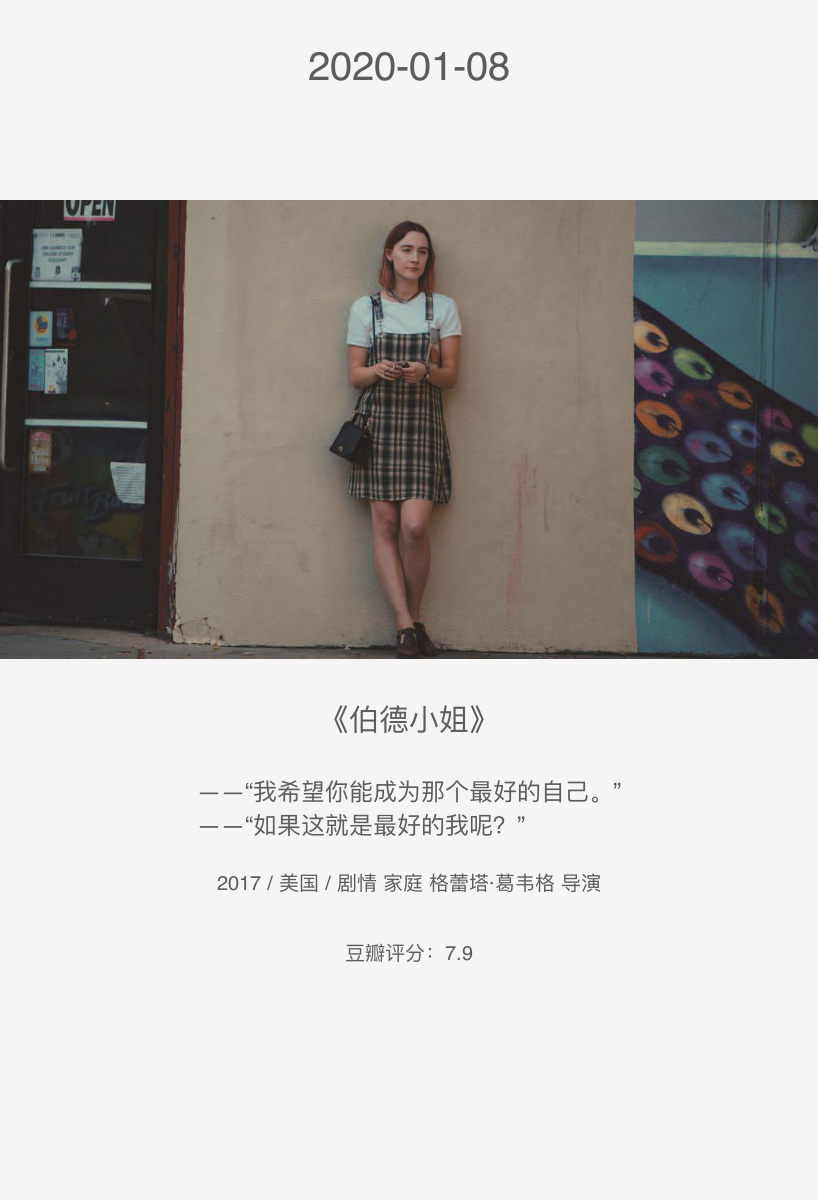 2020-01-08
OPEN
Fruit Bar
《伯德小姐》
——“我希望你能成为那个最好的自己。”
——“如果这就是最好的我呢？”
2017 / 美国 / 剧情 家庭 格蕾塔·葛韦格 导演
豆瓣评分：7.9